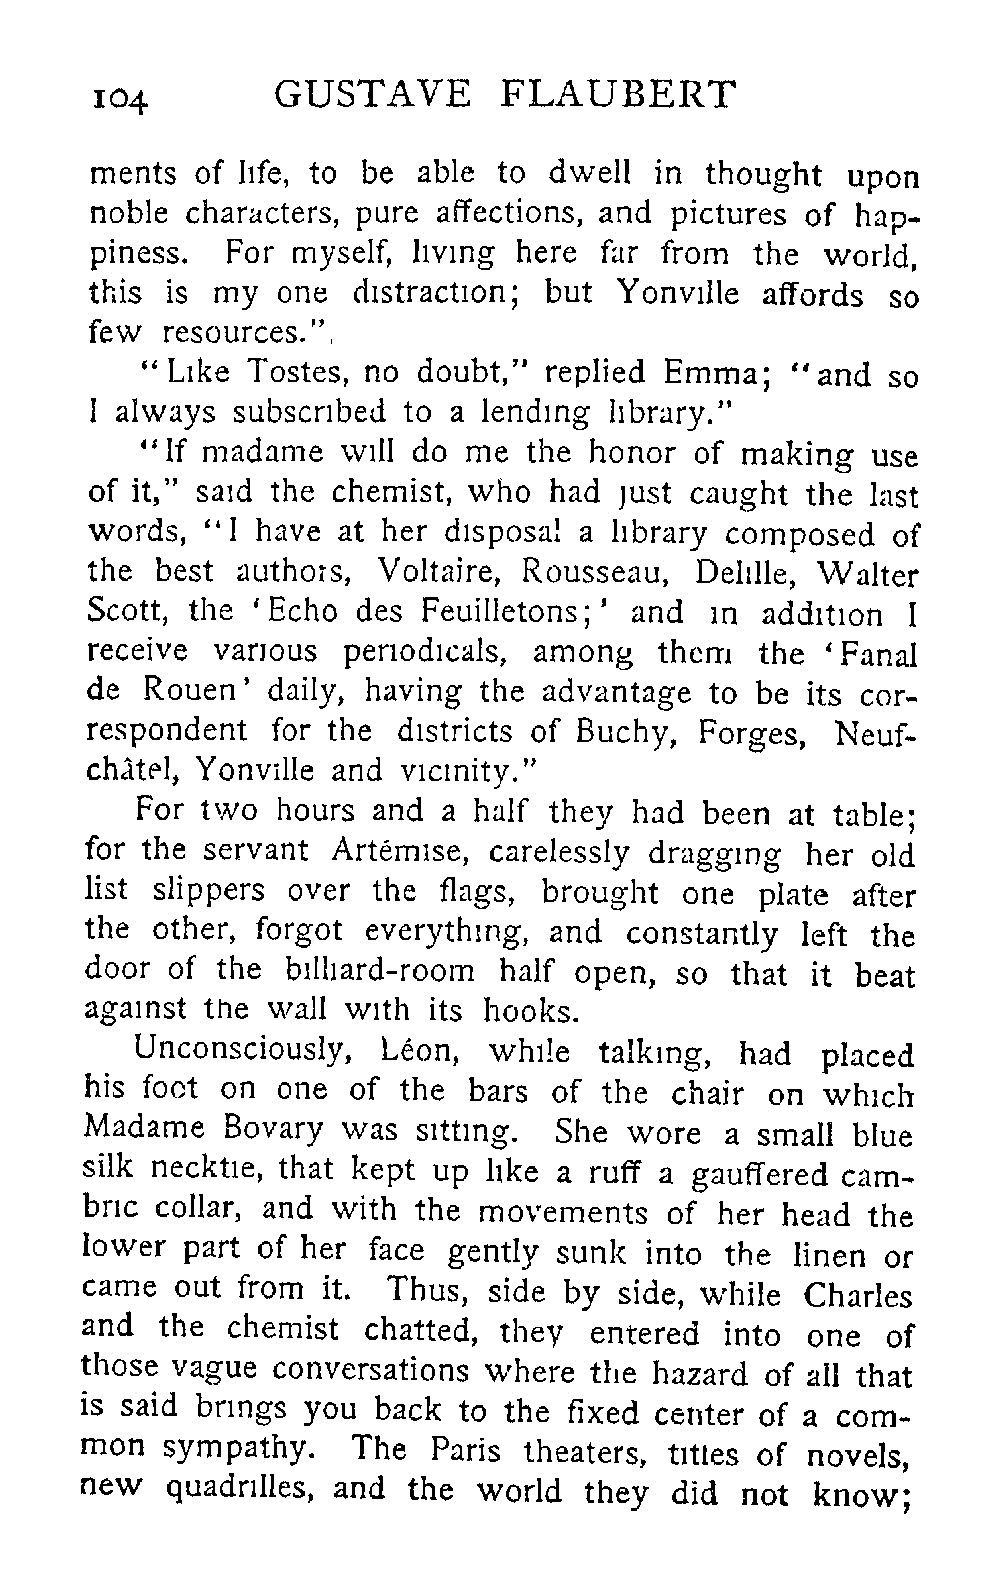 104 GUSTAVE FLAUBERT
ments of life, to be able to dwell in thought upon
noble characters, pure affections, and pictures of hap-
piness. For myself, living here far from the world,
this is my one distraction; but Yonville affords so
few resources."
"Like Tostes, no doubt," replied Emma; "and so
I always subscribed to a lending library."
"If madame will do me the honor of making use
of it," said the chemist, who had just caught the last
words, "I have at her disposal a library composed of
the best authors, Voltaire, Rousseau, Delille, Walter
Scott, the 'Echo des Feuilletons;' and in addition I
receive various periodicals, among them the 'Fanal
de Rouen' daily, having the advantage to be its cor-
respondent for the districts of Buchy, Forges, Neuf-
châtel, Yonville and vicinity."
For two hours and a half they had been at table;
for the servant Artémise, carelessly dragging her old
list slippers over the flags, brought one plate after
the other, forgot everything, and constantly left the
door of the billiard-room half open, so that it beat
against the wall with its hooks.
Unconsciously, Léon, while talking, had placed
his foot on one of the bars of the chair on which
Madame Bovary was sitting. She wore a small blue
silk necktie, that kept up like a ruff a gauffered cam-
bric collar, and with the movements of her head the
lower part of her face gently sunk into the linen or
came out from it. Thus, side by side, while Charles
and the chemist chatted, they entered into one of
those vague conversations where the hazard of all that
is said brings you back to the fixed center of a com-
mon sympathy. The Paris theaters, titles of novels,
new quadrilles, and the world they did not know;